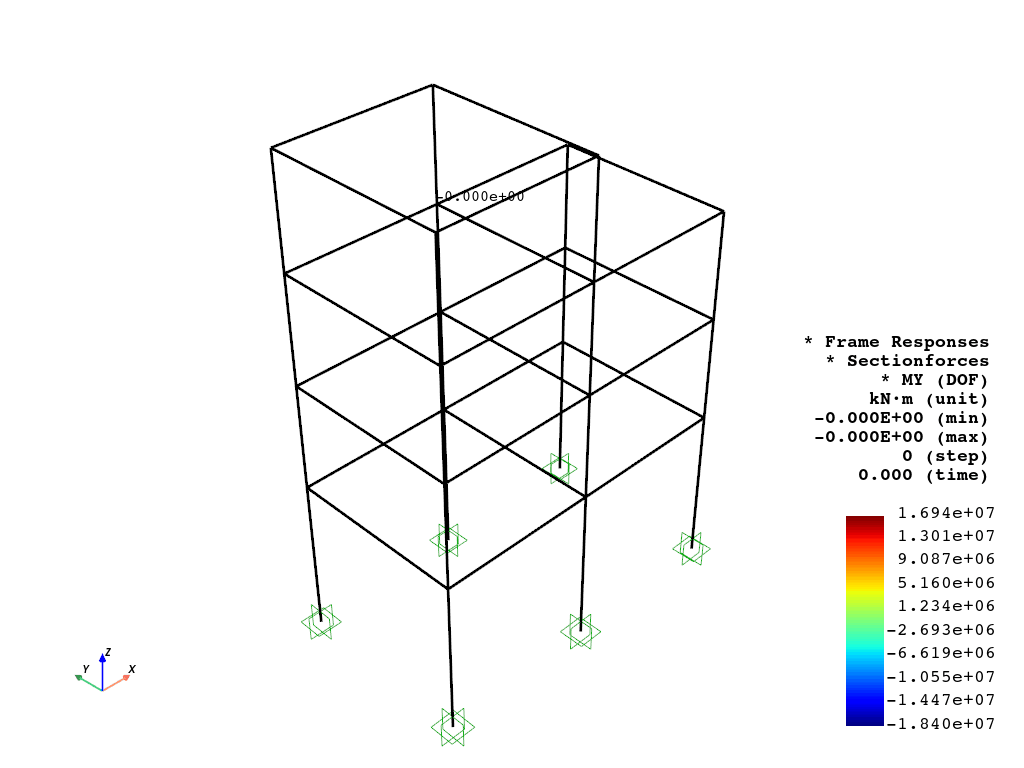 -0.000e+00
* Frame Responses
* Sectionforces
* MY (DOF)
kN·m (unit)
-0.000E+00 (min)
-0.000E+00 (max)
0 (step)
0.000 (time)
1.694e+07
1.301e+07
9.087e+06
5.160e+06
1.234e+06
-2.693e+06
-6.619e+06
-1.055e+07
-1.447e+07
-1.840e+07
Z
Y
X